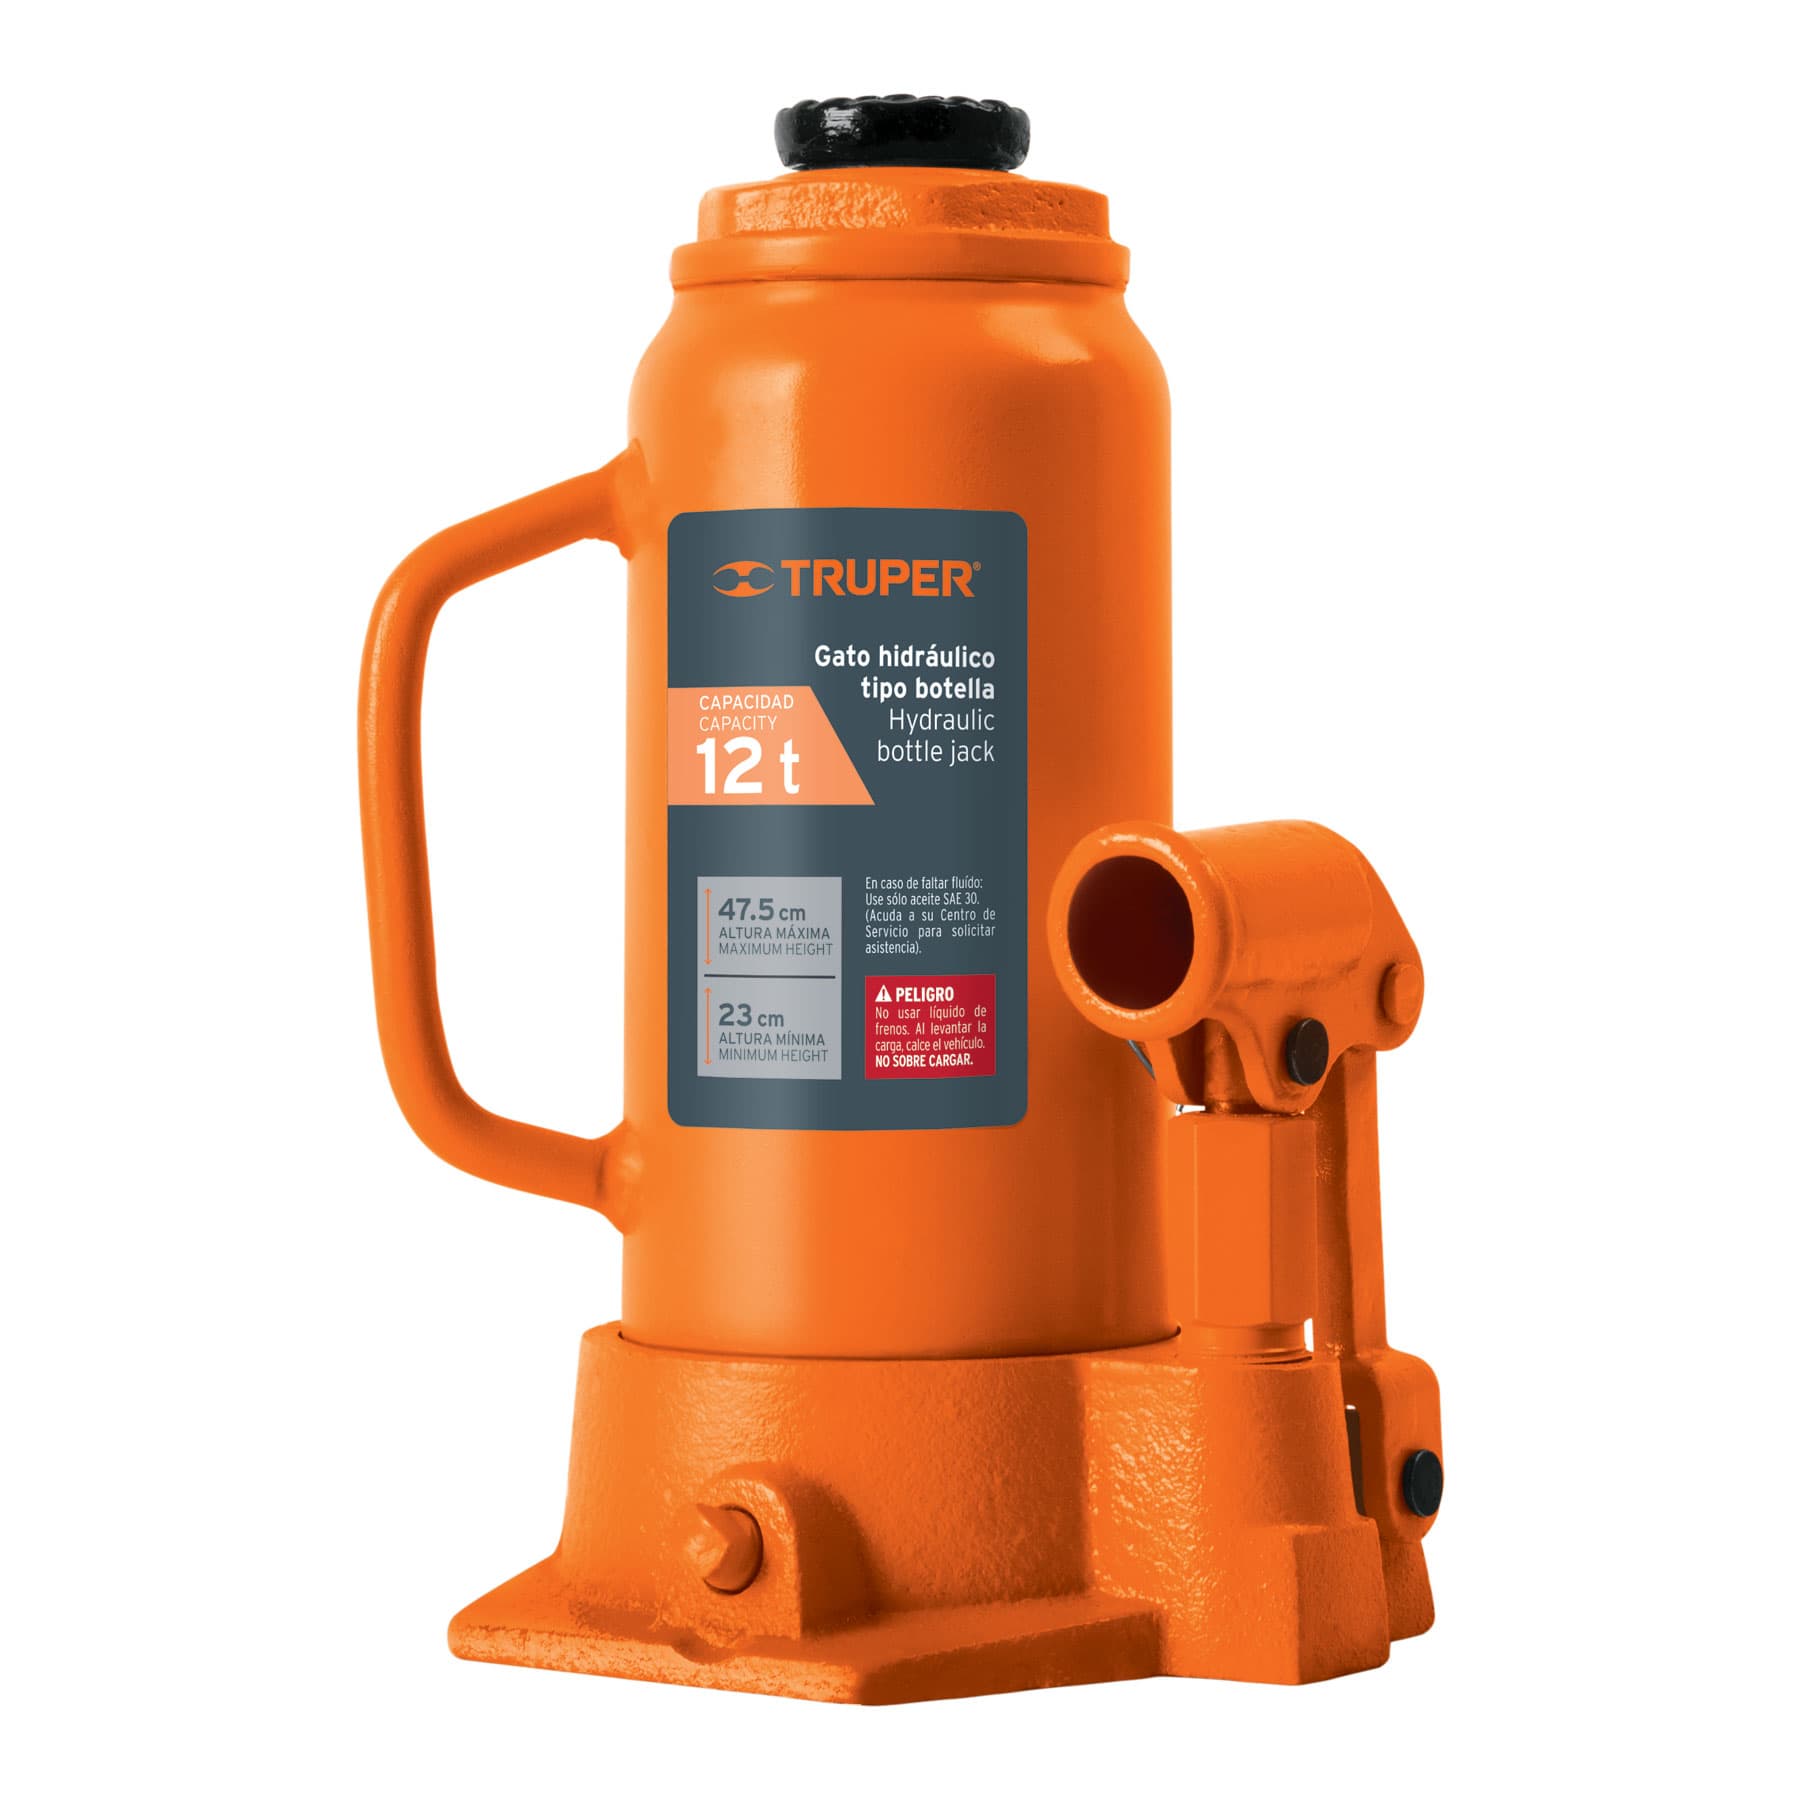 TRUPER®
Gato hidráulico
tipo botella
Hydraulic
bottle jack
CAPACIDAD
CAPACITY
12 t
47.5 cm
ALTURA MÁXIMA
MAXIMUM HEIGHT
23 cm
ALTURA MÍNIMA
MINIMUM HEIGHT
En caso de faltar fluído:
Use sólo aceite SAE 30.
(Acuda a su Centro de
Servicio para solicitar
asistencia).
PELIGRO
No usar líquido de
frenos. Al levantar la
carga, calce el vehículo.
NO SOBRE CARGAR.